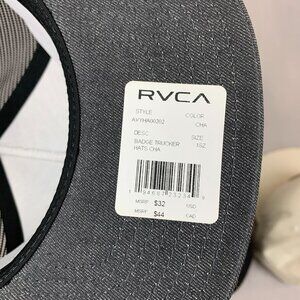 RVCA
STYLE COLOR
AVYHA00202 CHA
DESC SIZE
BADGE TRUCKER 1SZ
HATS CHA
MSRP $32 USD
MSRP $44 CAD